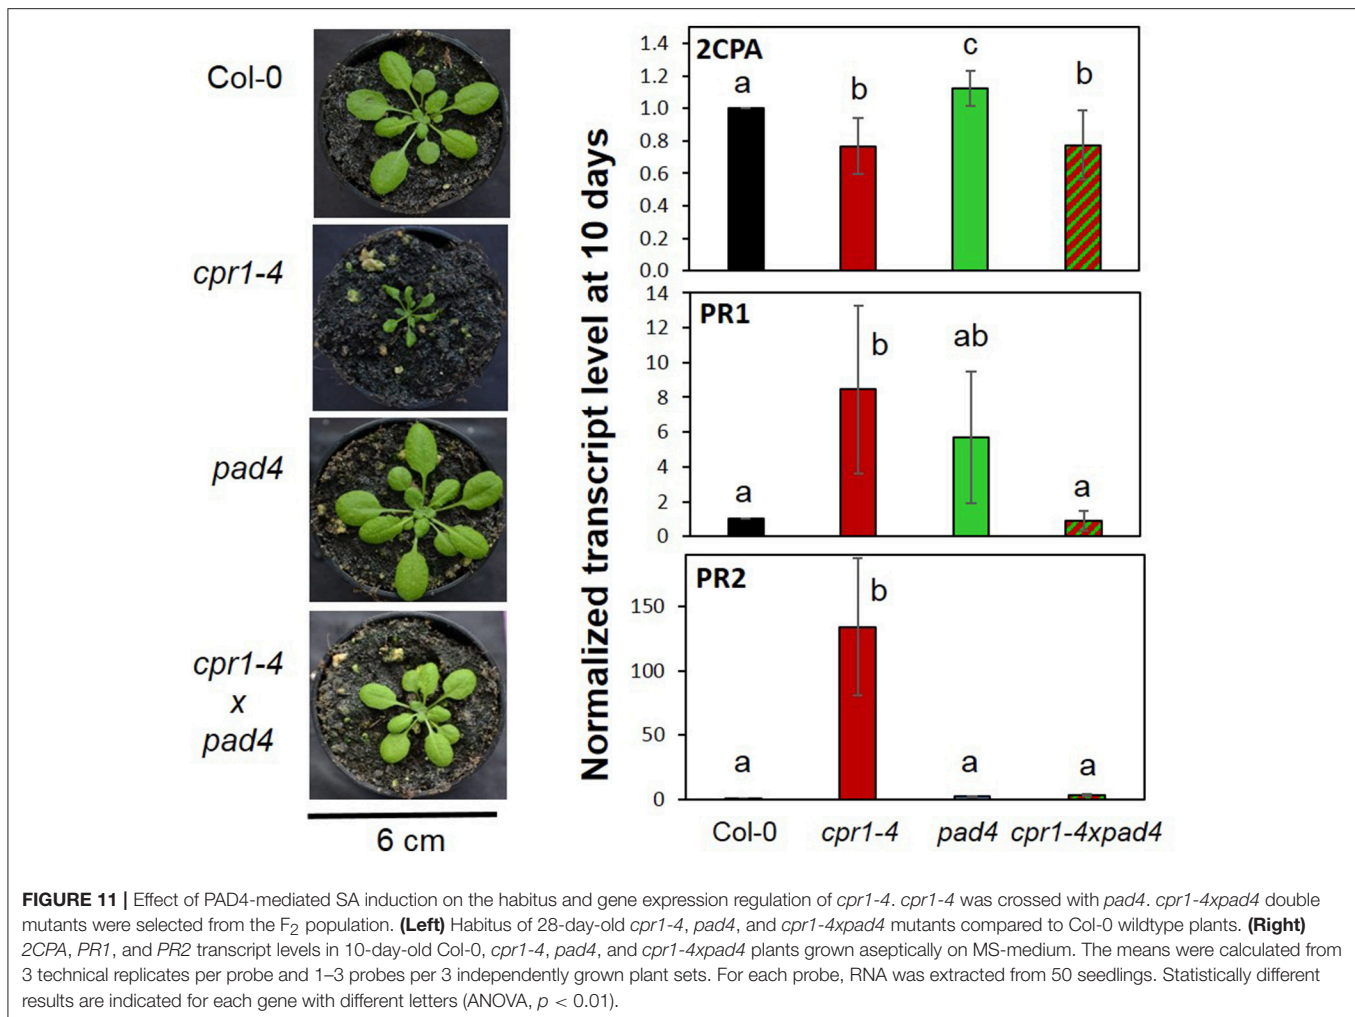 Col-0
cpr1-4
pad4
cpr1-4
x
pad4
6 cm
Normalized transcript level at 10 days
2CPA
1.4
1.2
1.0
0.8
0.6
0.4
0.2
0.0
a
b
c
b
PR1
14
12
10
8
6
4
2
0
a
b
ab
a
PR2
150
100
50
0
a
b
a
a
Col-0 cpr1-4 pad4 cpr1-4xpad4
FIGURE 11 | Effect of PAD4-mediated SA induction on the habitus and gene expression regulation of cpr1-4. cpr1-4 was crossed with pad4. cpr1-4xpad4 double
mutants were selected from the F2 population. (Left) Habitus of 28-day-old cpr1-4, pad4, and cpr1-4xpad4 mutants compared to Col-0 wildtype plants. (Right)
2CPA, PR1, and PR2 transcript levels in 10-day-old Col-0, cpr1-4, pad4, and cpr1-4xpad4 plants grown aseptically on MS-medium. The means were calculated from
3 technical replicates per probe and 1–3 probes per 3 independently grown plant sets. For each probe, RNA was extracted from 50 seedlings. Statistically different
results are indicated for each gene with different letters (ANOVA, p < 0.01).